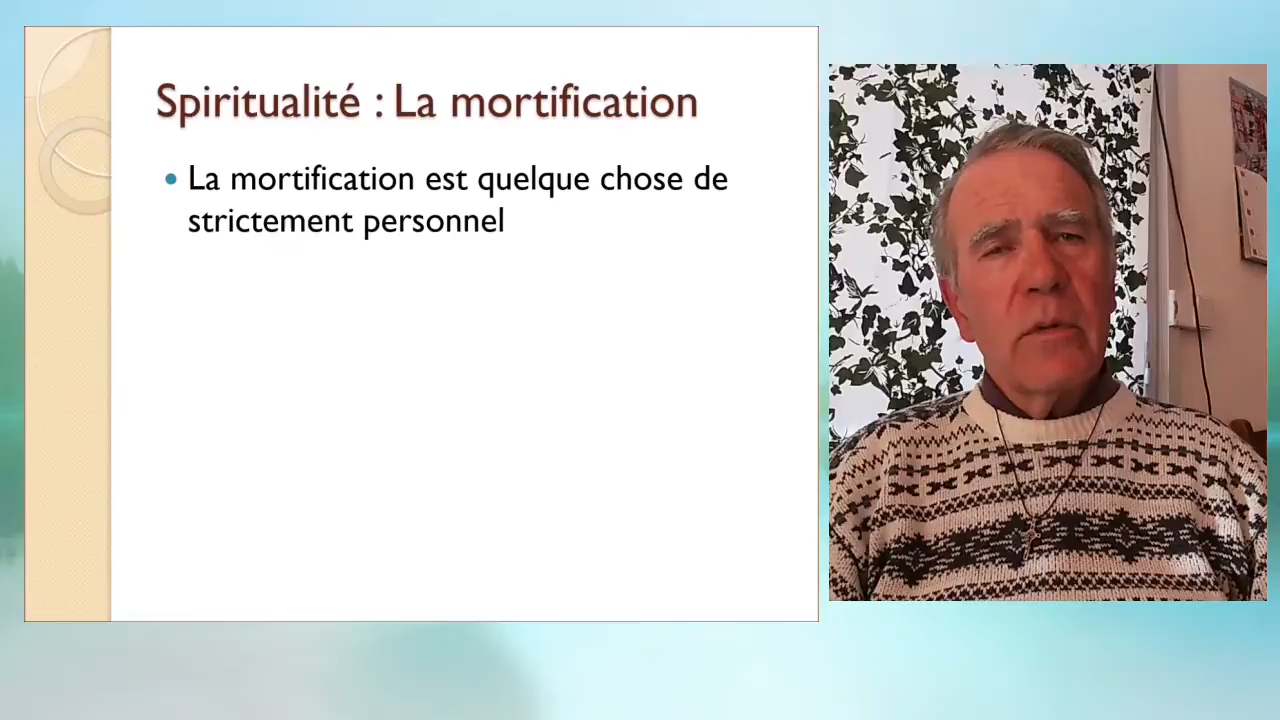 Spiritualité : La mortification
• La mortification est quelque chose de
strictement personnel